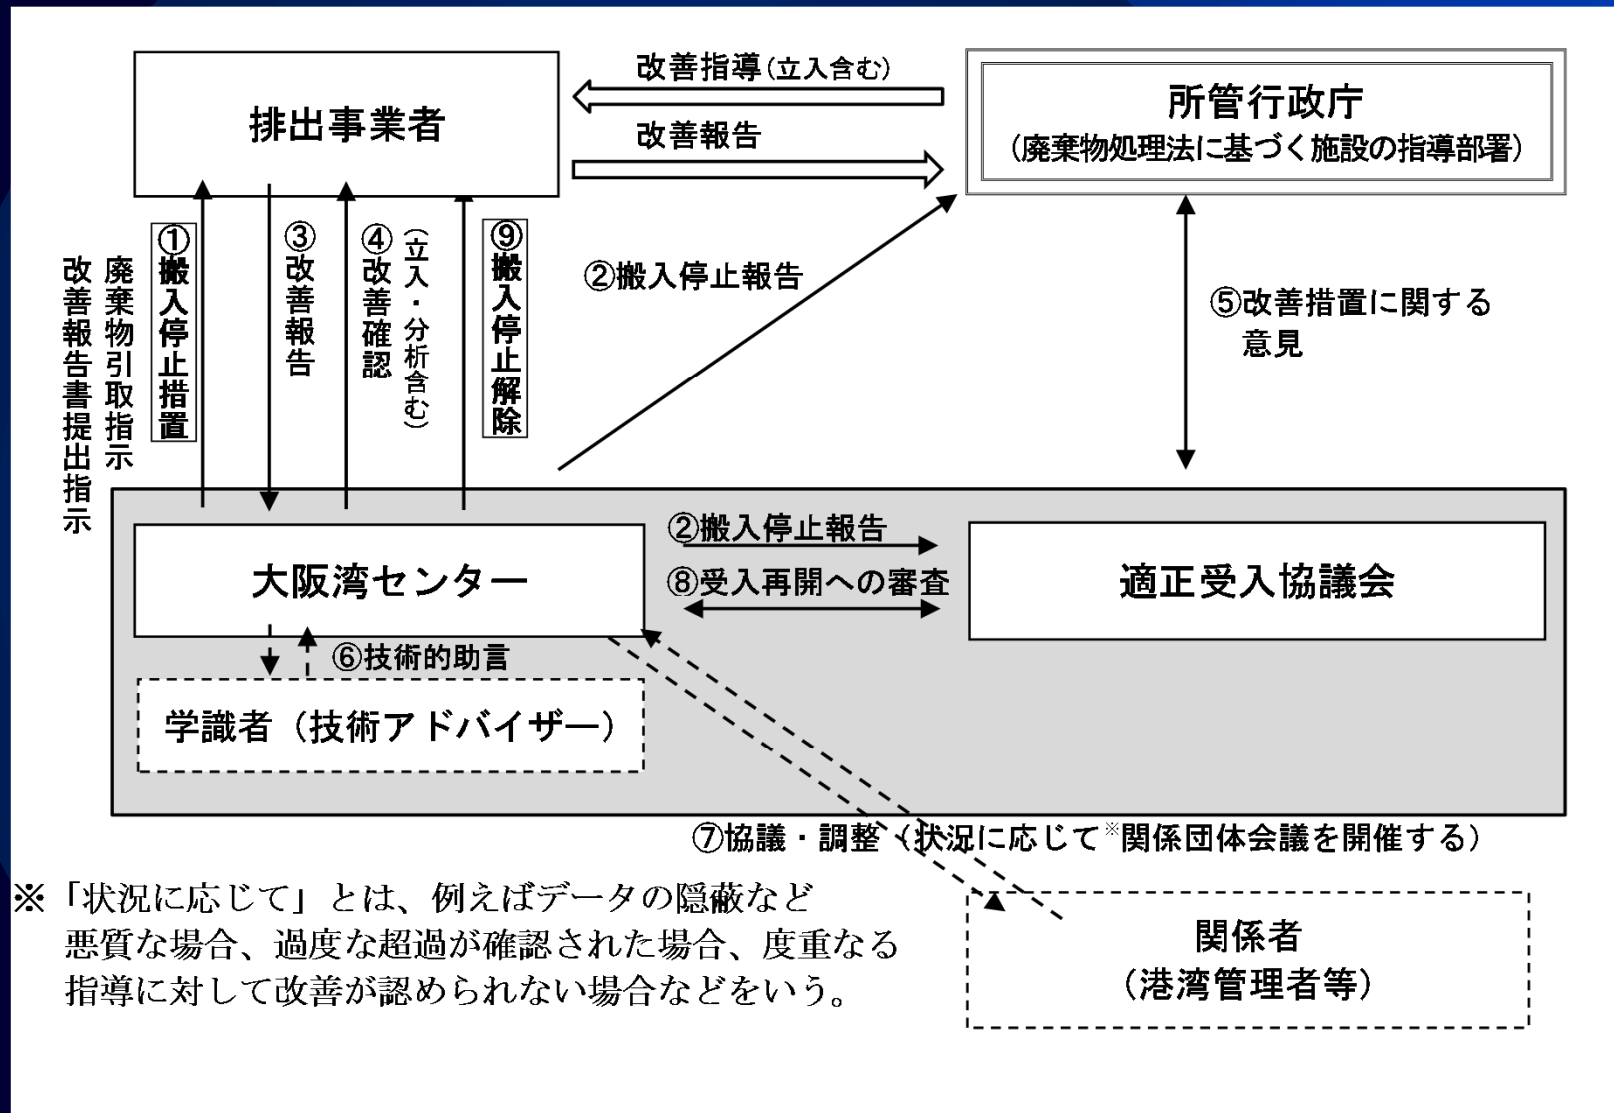 排出事業者
改善指導(立入含む)
改善報告
所管行政庁
(廃棄物処理法に基づく施設の指導部署)
①搬入停止措置
廃棄物引取指示
改善報告書提出指示
③改善報告
④改善確認
(立入・分析含む)
⑨搬入停止解除
②搬入停止報告
⑤改善措置に関する
意見
大阪湾センター
②搬入停止報告
⑧受入再開への審査
適正受入協議会
⑥技術的助言
学識者(技術アドバイザー)
⑦協議・調整(状況に応じて※関係団体会議を開催する)
※「状況に応じて」とは、例えばデータの隠蔽など
悪質な場合、過度な超過が確認された場合、度重なる
指導に対して改善が認められない場合などをいう。
関係者
(港湾管理者等)